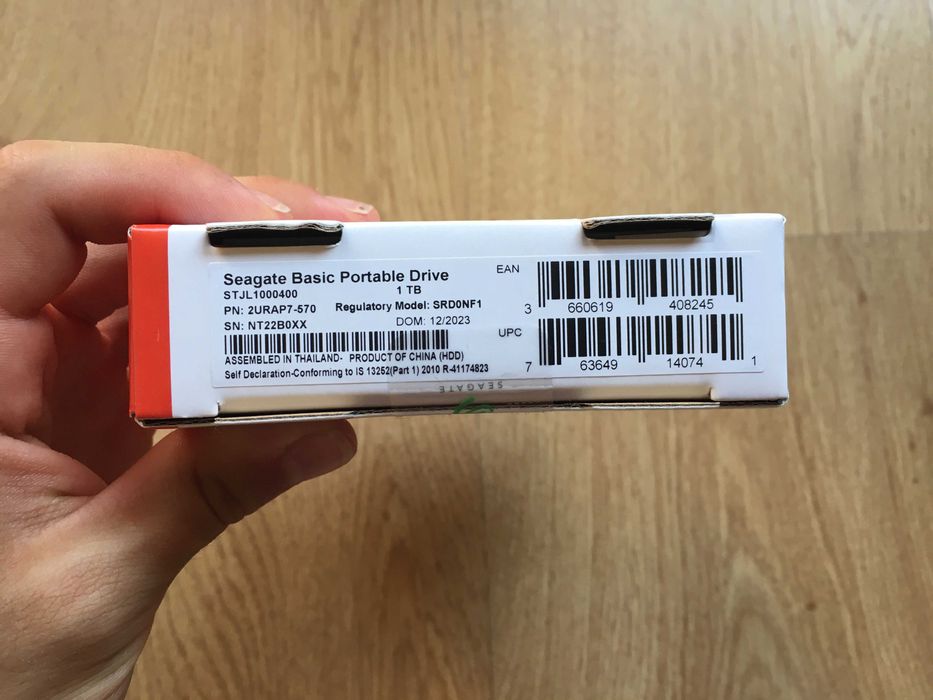 Seagate Basic Portable Drive
STJL1000400 1 TB
PN: 2URAP7-570 Regulatory Model: SRD0NF1
SN: NT22B0XX DOM: 12/2023
ASSEMBLED IN THAILAND- PRODUCT OF CHINA (HDD)
Self Declaration-Conforming to IS 13252(Part 1) 2010 R-41174823
EAN
3 660619 408245
UPC
7 63649 14074 1
SEAGATE